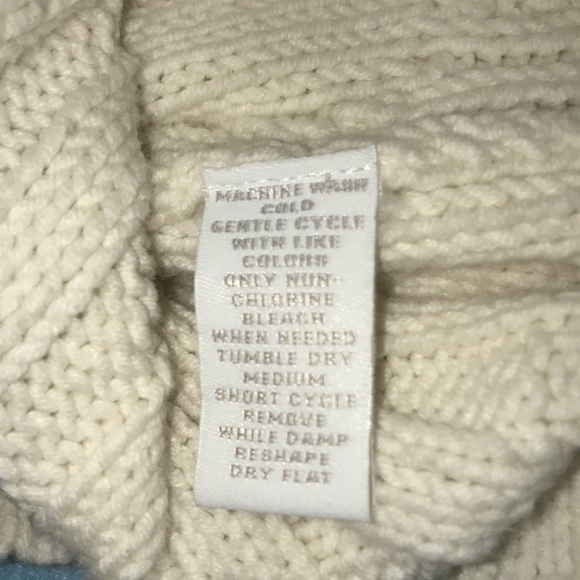 MACHINE WASH
COLD
GENTLE CYCLE
WITH LIKE
COLORS
ONLY NON-
CHLORINE
BLEACH
WHEN NEEDED
TUMBLE DRY
MEDIUM
SHORT CYCLE
REMOVE
WHILE DAMP
RESHAPE
DRY FLAT